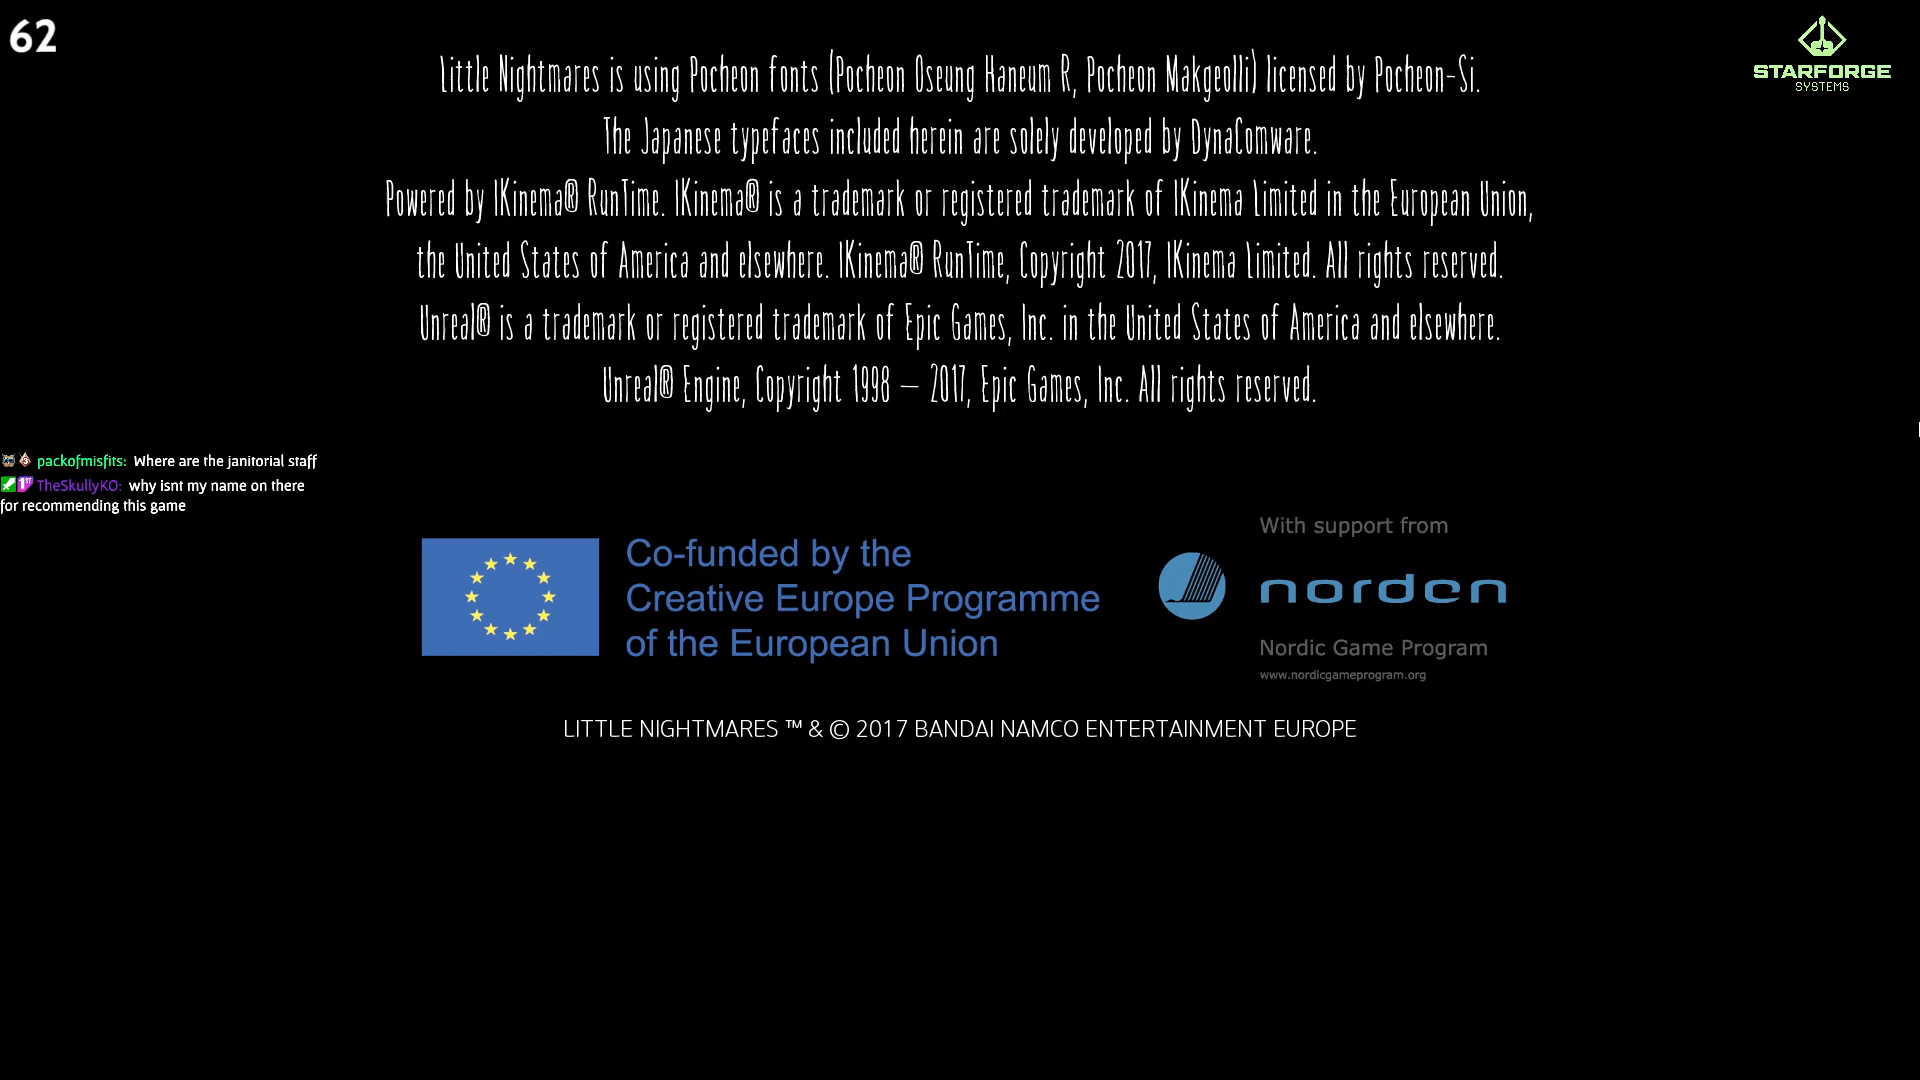 62
STARFORGE
SYSTEMS
Little Nightmares is using Pocheon fonts (Pocheon Oseung Haneum R, Pocheon Makgeolli) licensed by Pocheon-Si.
The Japanese typefaces included herein are solely developed by DynaComware.
Powered by IKinema® RunTime. IKinema® is a trademark or registered trademark of IKinema Limited in the European Union,
the United States of America and elsewhere. IKinema® RunTime, Copyright 2017, IKinema Limited. All rights reserved.
Unreal® is a trademark or registered trademark of Epic Games, Inc. in the United States of America and elsewhere.
Unreal® Engine, Copyright 1998 – 2017, Epic Games, Inc. All rights reserved.
packofmisfits: Where are the janitorial staff
1ST TheSkullyKO: why isnt my name on there
for recommending this game
Co-funded by the
Creative Europe Programme
of the European Union
With support from
norden
Nordic Game Program
www.nordicgameprogram.org
LITTLE NIGHTMARES ™ & © 2017 BANDAI NAMCO ENTERTAINMENT EUROPE